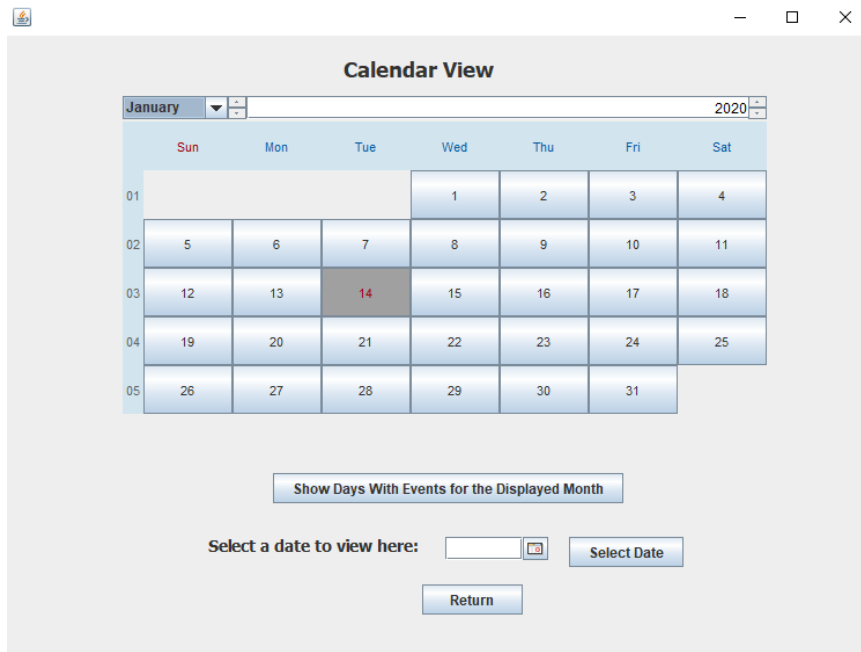 Calendar View
January 2020
Sun Mon Tue Wed Thu Fri Sat
01 1 2 3 4
02 5 6 7 8 9 10 11
03 12 13 14 15 16 17 18
04 19 20 21 22 23 24 25
05 26 27 28 29 30 31
Show Days With Events for the Displayed Month
Select a date to view here: Select Date
Return